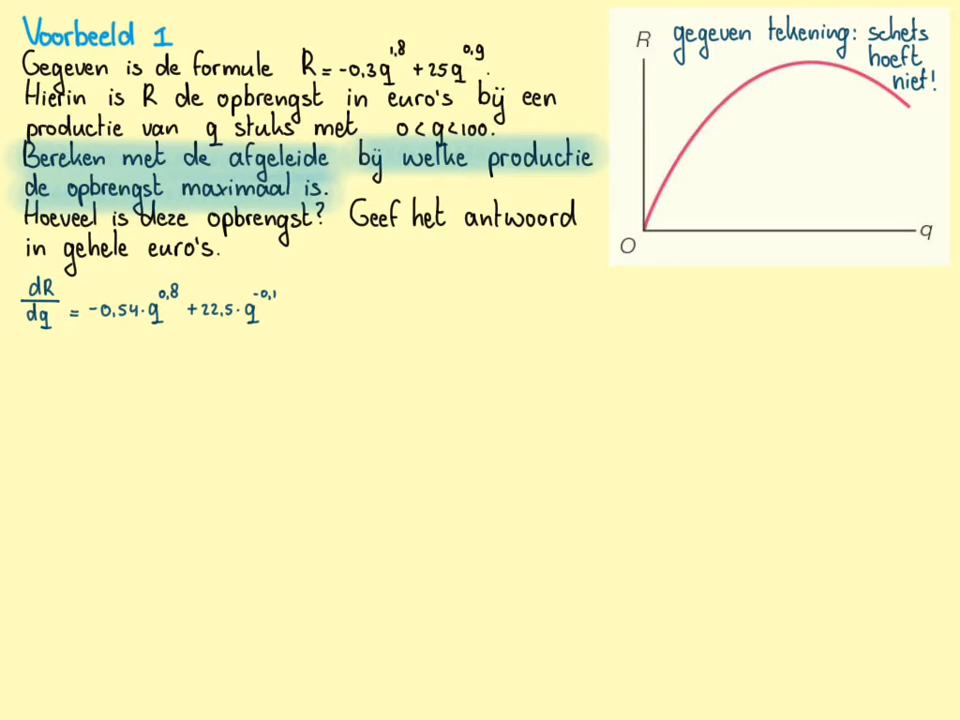 Voorbeeld 1
Gegeven is de formule R = -0,3q^1,8 + 25q^0,9.
Hierin is R de opbrengst in euro's bij een
productie van q stuks met 0 < q < 100.
Bereken met de afgeleide bij welke productie
de opbrengst maximaal is.
Hoeveel is deze opbrengst? Geef het antwoord
in gehele euro's.
dR/dq = -0,54·q^0,8 + 22,5·q^-0,1
R gegeven tekening: schets
hoeft
niet!
O q